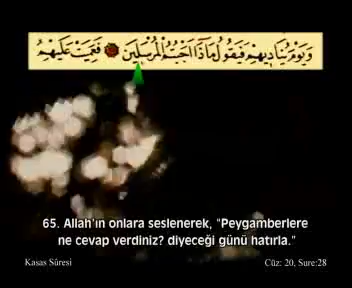 وَيَوْمَ يُنَادِيهِمْ فَيَقُولُ مَاذَا أَجَبْتُمُ الْمُرْسَلِينَ فَعَمِيَتْ عَلَيْهِمُ
65. Allah'ın onlara seslenerek, "Peygamberlere
ne cevap verdiniz? diyeceği günü hatırla."
Kasas Sûresi Cüz: 20, Sure:28